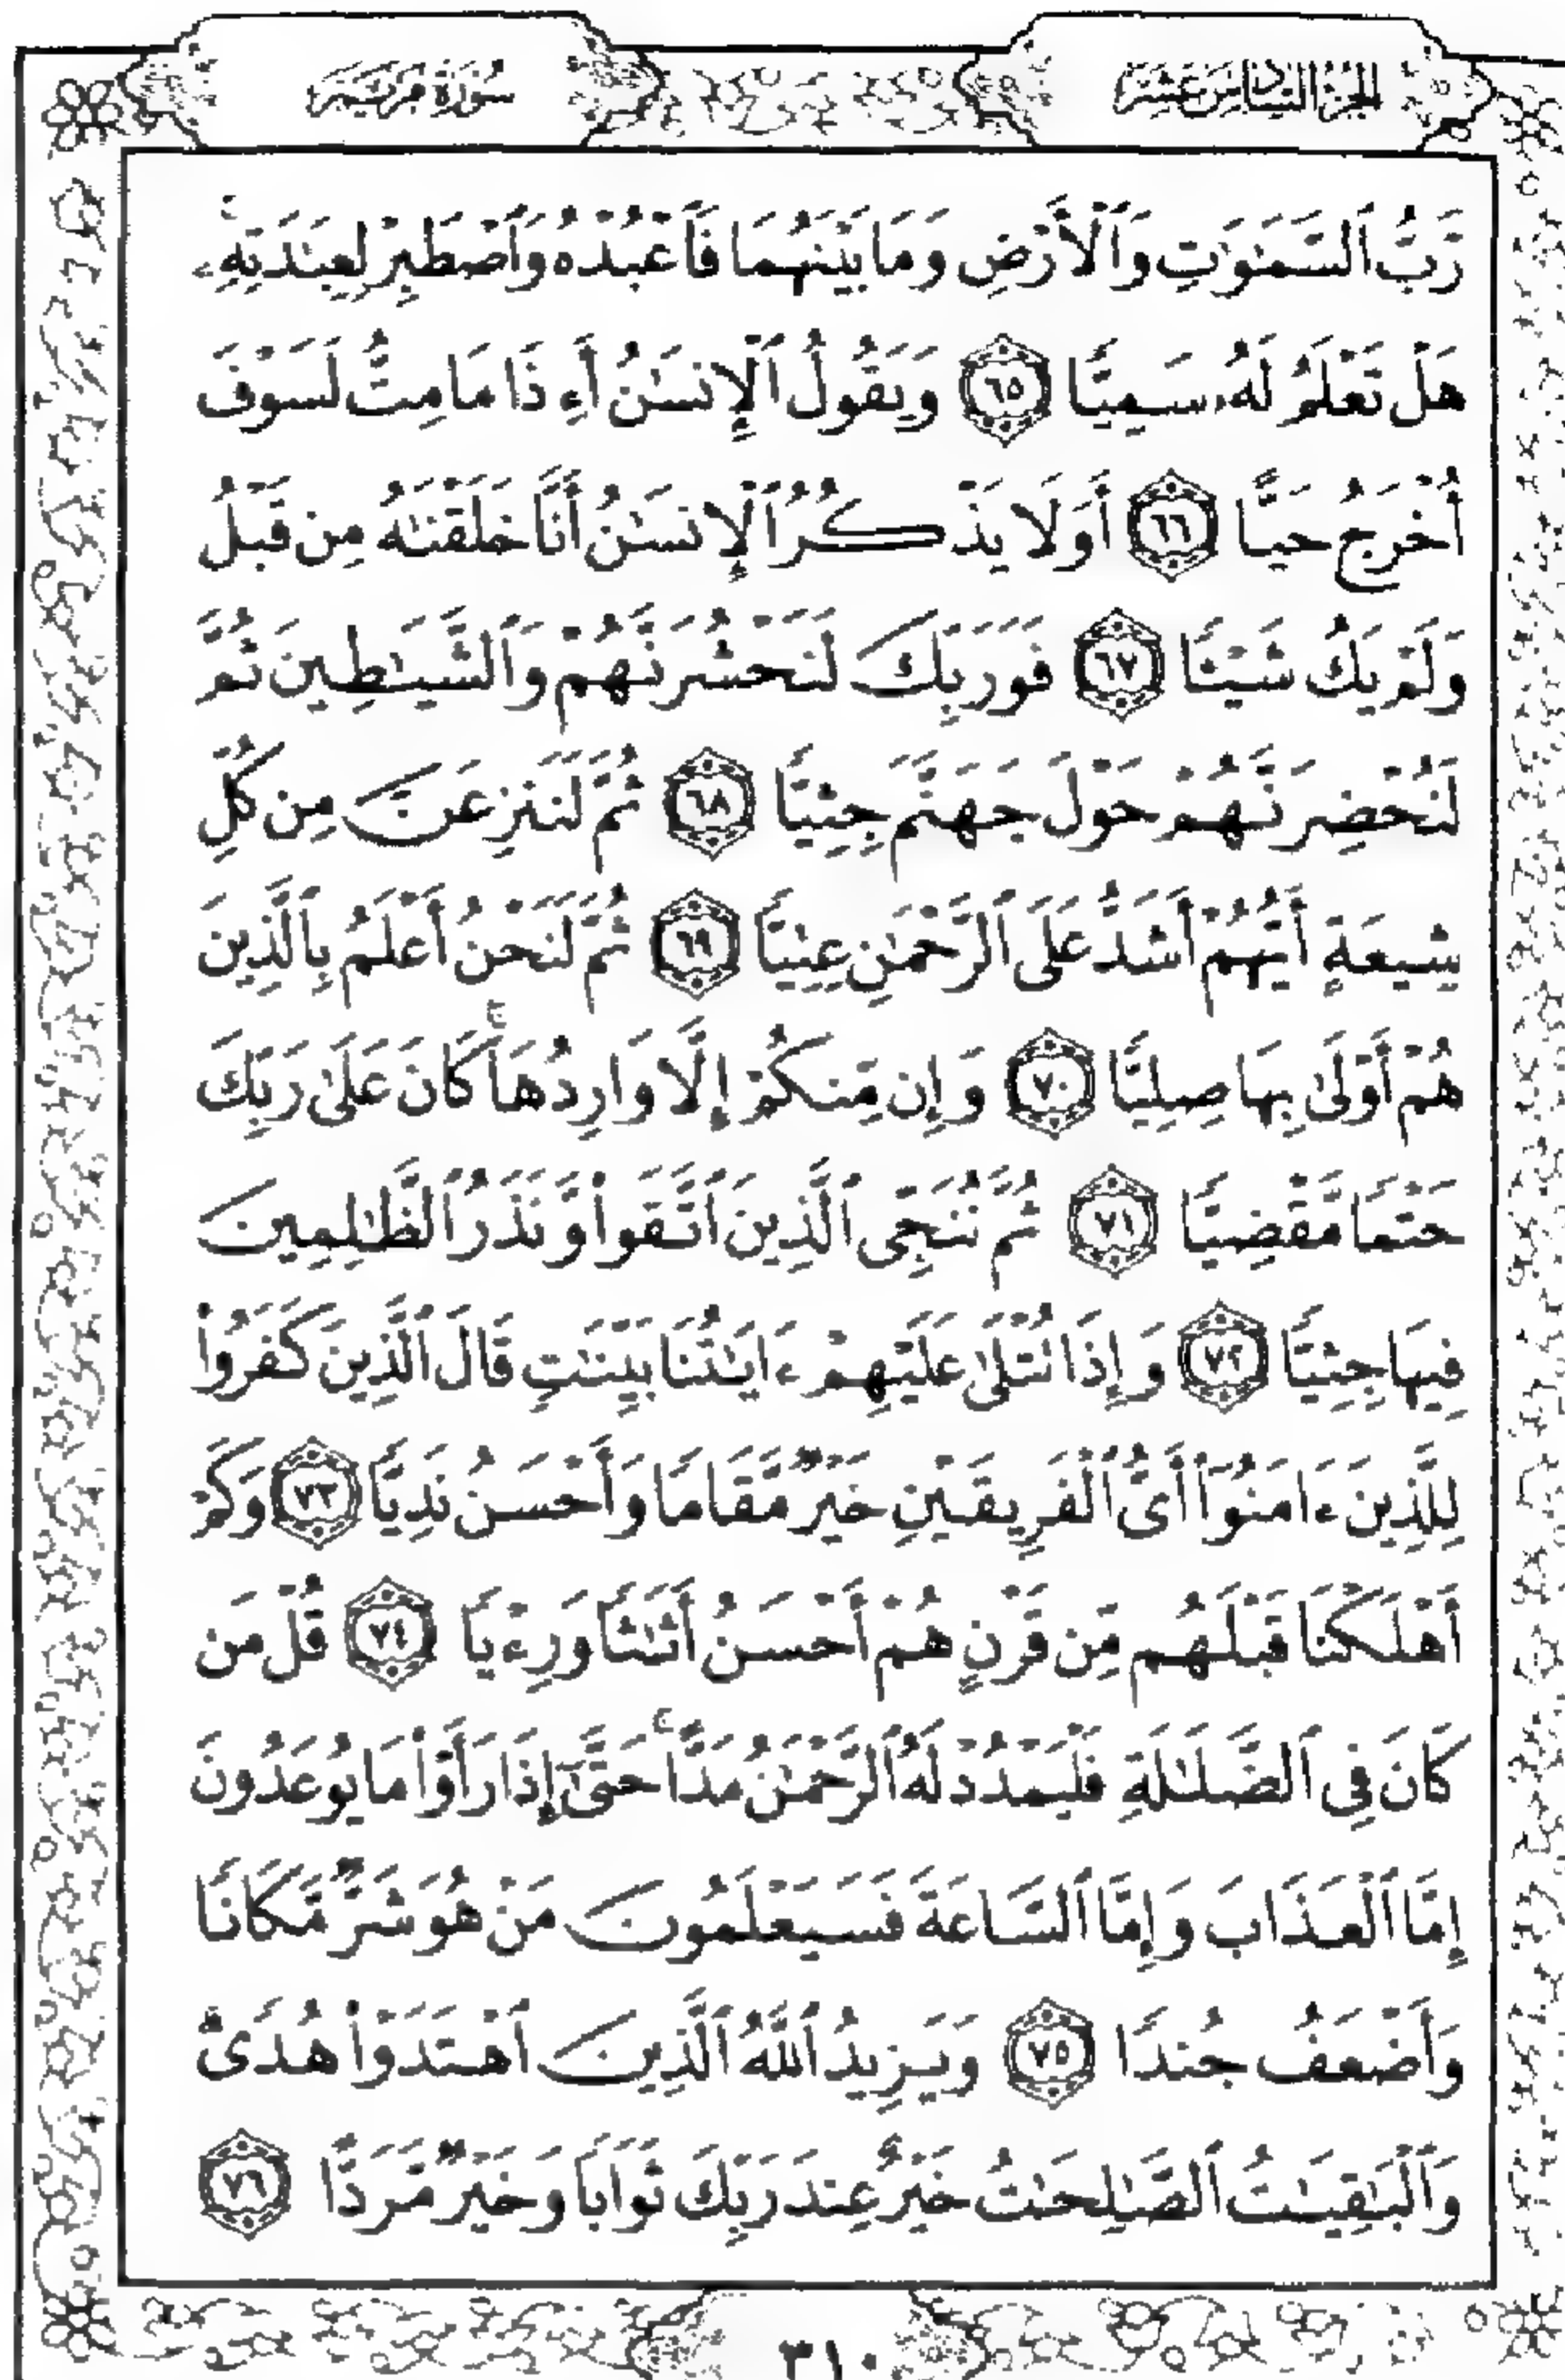 الجزء السادس عشر
سورة مريم
رَّبُّ ٱلسَّمَٰوَٰتِ وَٱلْأَرْضِ وَمَا بَيْنَهُمَا فَٱعْبُدْهُ وَٱصْطَبِرْ لِعِبَٰدَتِهِۦۚ
هَلْ تَعْلَمُ لَهُۥ سَمِيًّا ٦٥ وَيَقُولُ ٱلْإِنسَٰنُ أَءِذَا مَا مِتُّ لَسَوْفَ
أُخْرَجُ حَيًّا ٦٦ أَوَلَا يَذْكُرُ ٱلْإِنسَٰنُ أَنَّا خَلَقْنَٰهُ مِن قَبْلُ
وَلَمْ يَكُ شَيْـًٔا ٦٧ فَوَرَبِّكَ لَنَحْشُرَنَّهُمْ وَٱلشَّيَٰطِينَ ثُمَّ
لَنُحْضِرَنَّهُمْ حَوْلَ جَهَنَّمَ جِثِيًّا ٦٨ ثُمَّ لَنَنزِعَنَّ مِن كُلِّ
شِيعَةٍ أَيُّهُمْ أَشَدُّ عَلَى ٱلرَّحْمَٰنِ عِتِيًّا ٦٩ ثُمَّ لَنَحْنُ أَعْلَمُ بِٱلَّذِينَ
هُمْ أَوْلَىٰ بِهَا صِلِيًّا ٧٠ وَإِن مِّنكُمْ إِلَّا وَارِدُهَاۚ كَانَ عَلَىٰ رَبِّكَ
حَتْمًا مَّقْضِيًّا ٧١ ثُمَّ نُنَجِّى ٱلَّذِينَ ٱتَّقَوا۟ وَّنَذَرُ ٱلظَّٰلِمِينَ
فِيهَا جِثِيًّا ٧٢ وَإِذَا تُتْلَىٰ عَلَيْهِمْ ءَايَٰتُنَا بَيِّنَٰتٍ قَالَ ٱلَّذِينَ كَفَرُوا۟
لِلَّذِينَ ءَامَنُوٓا۟ أَىُّ ٱلْفَرِيقَيْنِ خَيْرٌ مَّقَامًا وَأَحْسَنُ نَدِيًّا ٧٣ وَكَمْ
أَهْلَكْنَا قَبْلَهُم مِّن قَرْنٍ هُمْ أَحْسَنُ أَثَٰثًا وَرِءْيًا ٧٤ قُلْ مَن
كَانَ فِى ٱلضَّلَٰلَةِ فَلْيَمْدُدْ لَهُ ٱلرَّحْمَٰنُ مَدًّاۚ حَتَّىٰٓ إِذَا رَأَوْا۟ مَا يُوعَدُونَ
إِمَّا ٱلْعَذَابَ وَإِمَّا ٱلسَّاعَةَ فَسَيَعْلَمُونَ مَنْ هُوَ شَرٌّ مَّكَانًا
وَأَضْعَفُ جُندًا ٧٥ وَيَزِيدُ ٱللَّهُ ٱلَّذِينَ ٱهْتَدَوْا۟ هُدًىۗ
وَٱلْبَٰقِيَٰتُ ٱلصَّٰلِحَٰتُ خَيْرٌ عِندَ رَبِّكَ ثَوَابًا وَخَيْرٌ مَّرَدًّا ٧٦
٣١٠